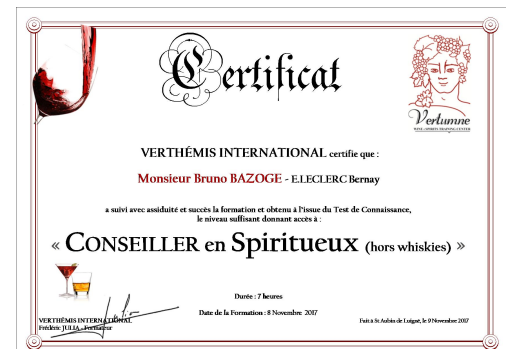 Certificat
Vertumne
WINE & SPIRITS TRAINING CENTER
VERTHÉMIS INTERNATIONAL certifie que :
Monsieur Bruno BAZOGE - E.LECLERC Bernay
a suivi avec assiduité et succès la formation et obtenu à l'issue du Test de Connaissance,
le niveau suffisant donnant accès à :
« CONSEILLER en Spiritueux (hors whiskies) »
Durée : 7 heures
Date de la Formation : 8 Novembre 2017
VERTHÉMIS INTERNATIONAL
Frédéric JULIA - Formateur
Fait à St Aubin de Luigné, le 9 Novembre 2017